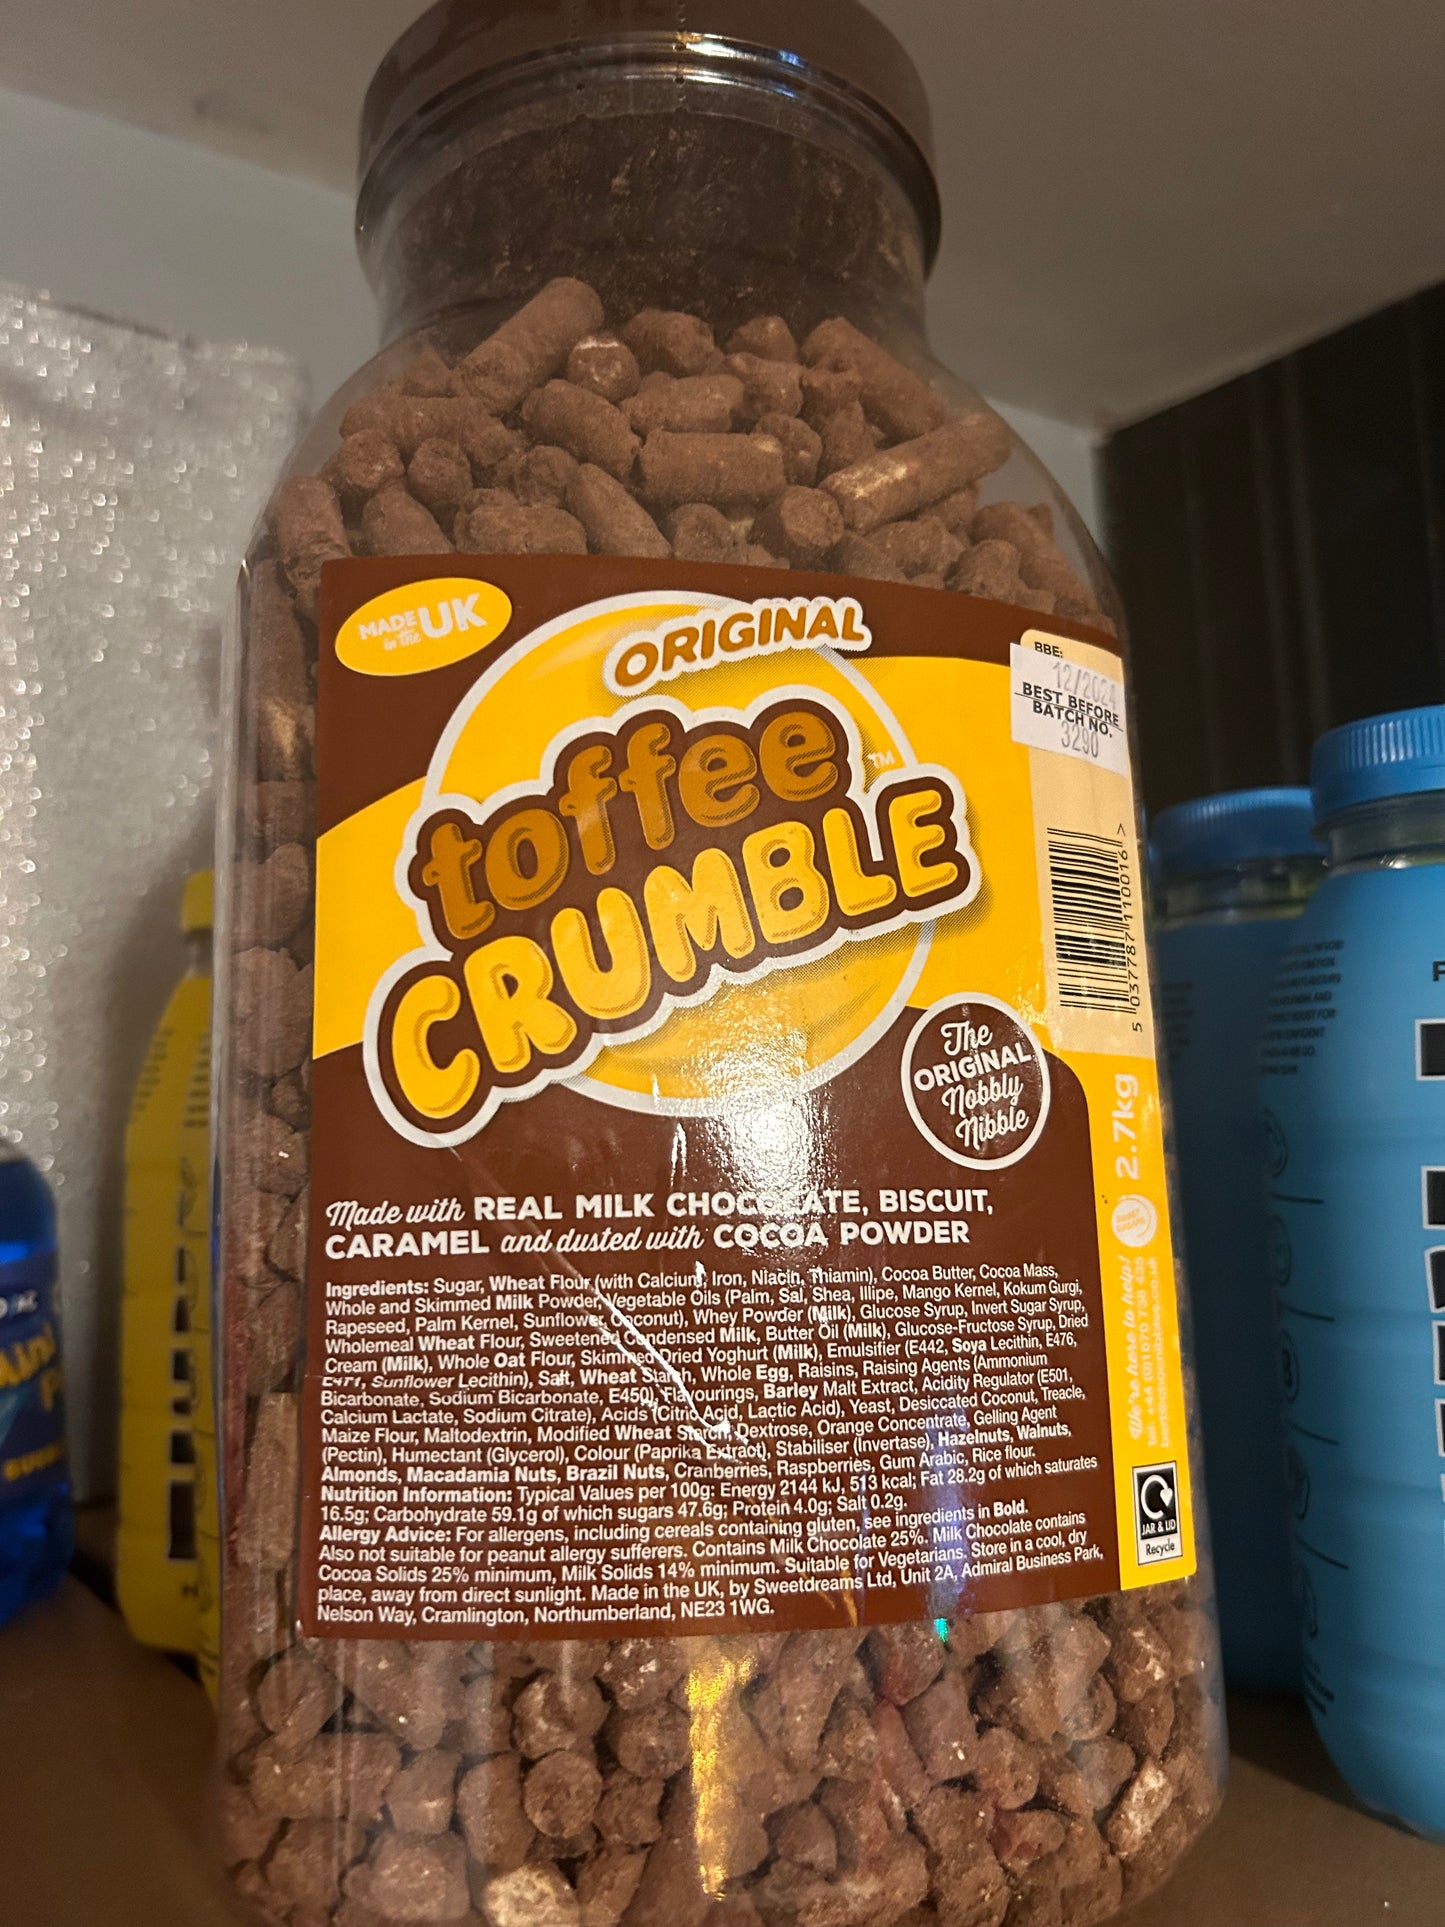 MADE
in the
UK
ORIGINAL
toffee
CRUMBLE
TM
BBE:
12/2024
BEST BEFORE
BATCH NO.
3290
5 037787 110016 >
The
ORIGINAL
Nobbly
Nibble
2.7kg
Made with REAL MILK CHOCOLATE, BISCUIT,
CARAMEL and dusted with COCOA POWDER
Ingredients: Sugar, Wheat Flour (with Calcium, Iron, Niacin, Thiamin), Cocoa Butter, Cocoa Mass,
Whole and Skimmed Milk Powder, Vegetable Oils (Palm, Sal, Shea, Illipe, Mango Kernel, Kokum Gurgi,
Rapeseed, Palm Kernel, Sunflower, Coconut), Whey Powder (Milk), Glucose Syrup, Invert Sugar Syrup,
Wholemeal Wheat Flour, Sweetened Condensed Milk, Butter Oil (Milk), Glucose-Fructose Syrup, Dried
Cream (Milk), Whole Oat Flour, Skimmed Dried Yoghurt (Milk), Emulsifier (E442, Soya Lecithin, E476,
E471, Sunflower Lecithin), Salt, Wheat Starch, Whole Egg, Raisins, Raising Agents (Ammonium
Bicarbonate, Sodium Bicarbonate, E450), Flavourings, Barley Malt Extract, Acidity Regulator (E501,
Calcium Lactate, Sodium Citrate), Acids (Citric Acid, Lactic Acid), Yeast, Desiccated Coconut, Treacle,
Maize Flour, Maltodextrin, Modified Wheat Starch, Dextrose, Orange Concentrate, Gelling Agent
(Pectin), Humectant (Glycerol), Colour (Paprika Extract), Stabiliser (Invertase), Hazelnuts, Walnuts,
Almonds, Macadamia Nuts, Brazil Nuts, Cranberries, Raspberries, Gum Arabic, Rice flour.
Nutrition Information: Typical Values per 100g: Energy 2144 kJ, 513 kcal; Fat 28.2g of which saturates
16.5g; Carbohydrate 59.1g of which sugars 47.6g; Protein 4.0g; Salt 0.2g.
Allergy Advice: For allergens, including cereals containing gluten, see ingredients in Bold.
Also not suitable for peanut allergy sufferers. Contains Milk Chocolate 25%. Milk Chocolate contains
Cocoa Solids 25% minimum, Milk Solids 14% minimum. Suitable for Vegetarians. Store in a cool, dry
place, away from direct sunlight. Made in the UK, by Sweetdreams Ltd, Unit 2A, Admiral Business Park,
Nelson Way, Cramlington, Northumberland, NE23 1WG.
We're here to help!
tel: +44 (0)1670 738 435
JAR & LID
Recycle